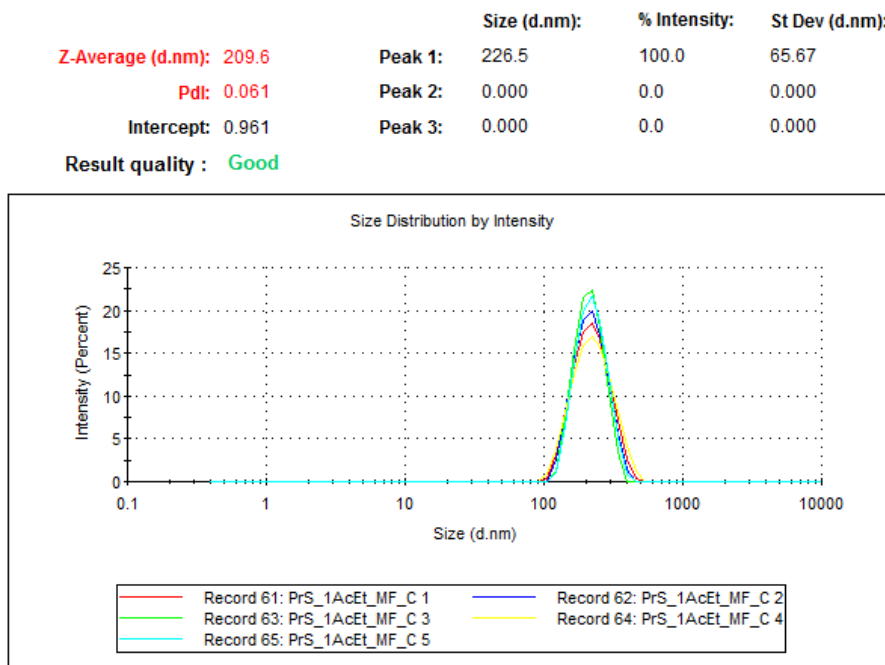 Size (d.nm): % Intensity: St Dev (d.nm):
Z-Average (d.nm): 209.6 Peak 1: 226.5 100.0 65.67
PdI: 0.061 Peak 2: 0.000 0.0 0.000
Intercept: 0.961 Peak 3: 0.000 0.0 0.000
Result quality : Good
Size Distribution by Intensity
25
20
15
10
5
0
Intensity (Percent)
0.1 1 10 100 1000 10000
Size (d.nm)
Record 61: PrS_1AcEt_MF_C 1 Record 62: PrS_1AcEt_MF_C 2
Record 63: PrS_1AcEt_MF_C 3 Record 64: PrS_1AcEt_MF_C 4
Record 65: PrS_1AcEt_MF_C 5